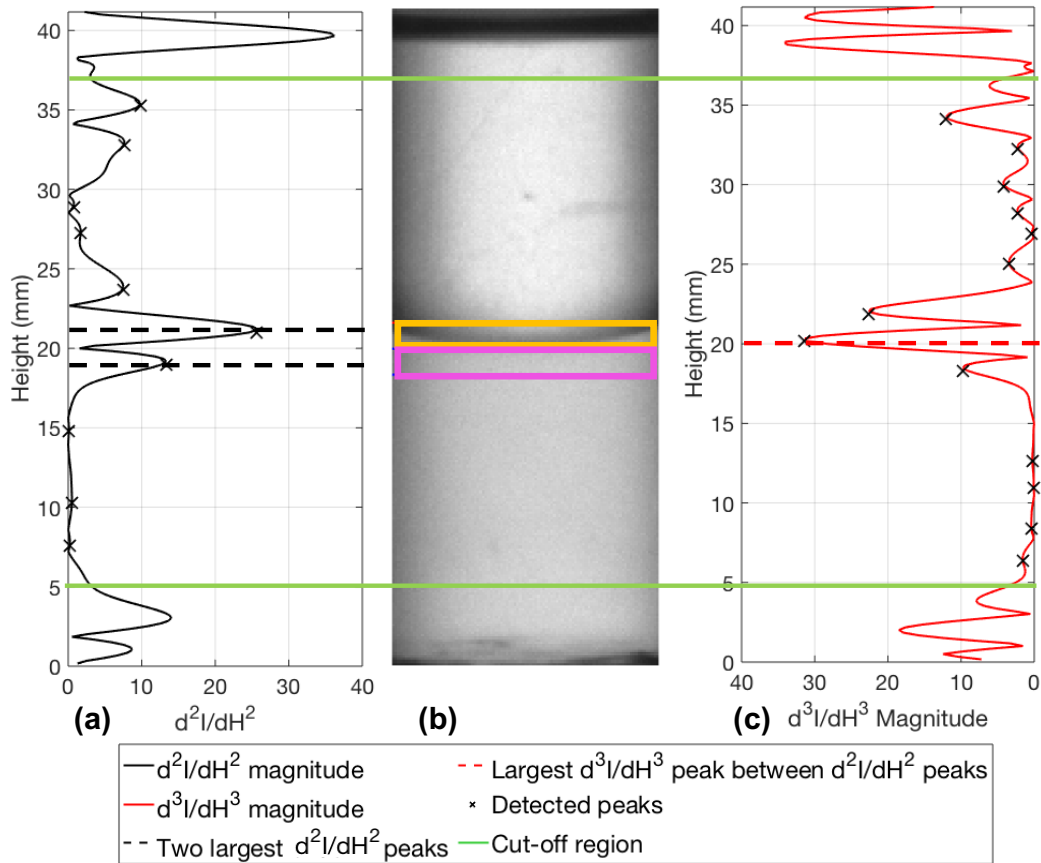 40
35
30
25
20
15
10
5
0
Height (mm)
0 10 20 30 40
(a)
d²I/dH²
(b)
40
35
30
25
20
15
10
5
0
Height (mm)
40 30 20 10 0
(c)
d³I/dH³ Magnitude
d²I/dH² magnitude
d³I/dH³ magnitude
Two largest d²I/dH² peaks
Largest d³I/dH³ peak between d²I/dH² peaks
Detected peaks
Cut-off region